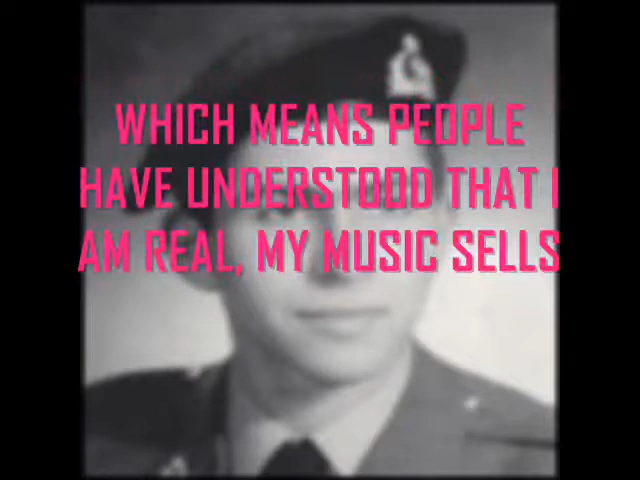 WHICH MEANS PEOPLE
HAVE UNDERSTOOD THAT I
AM REAL, MY MUSIC SELLS